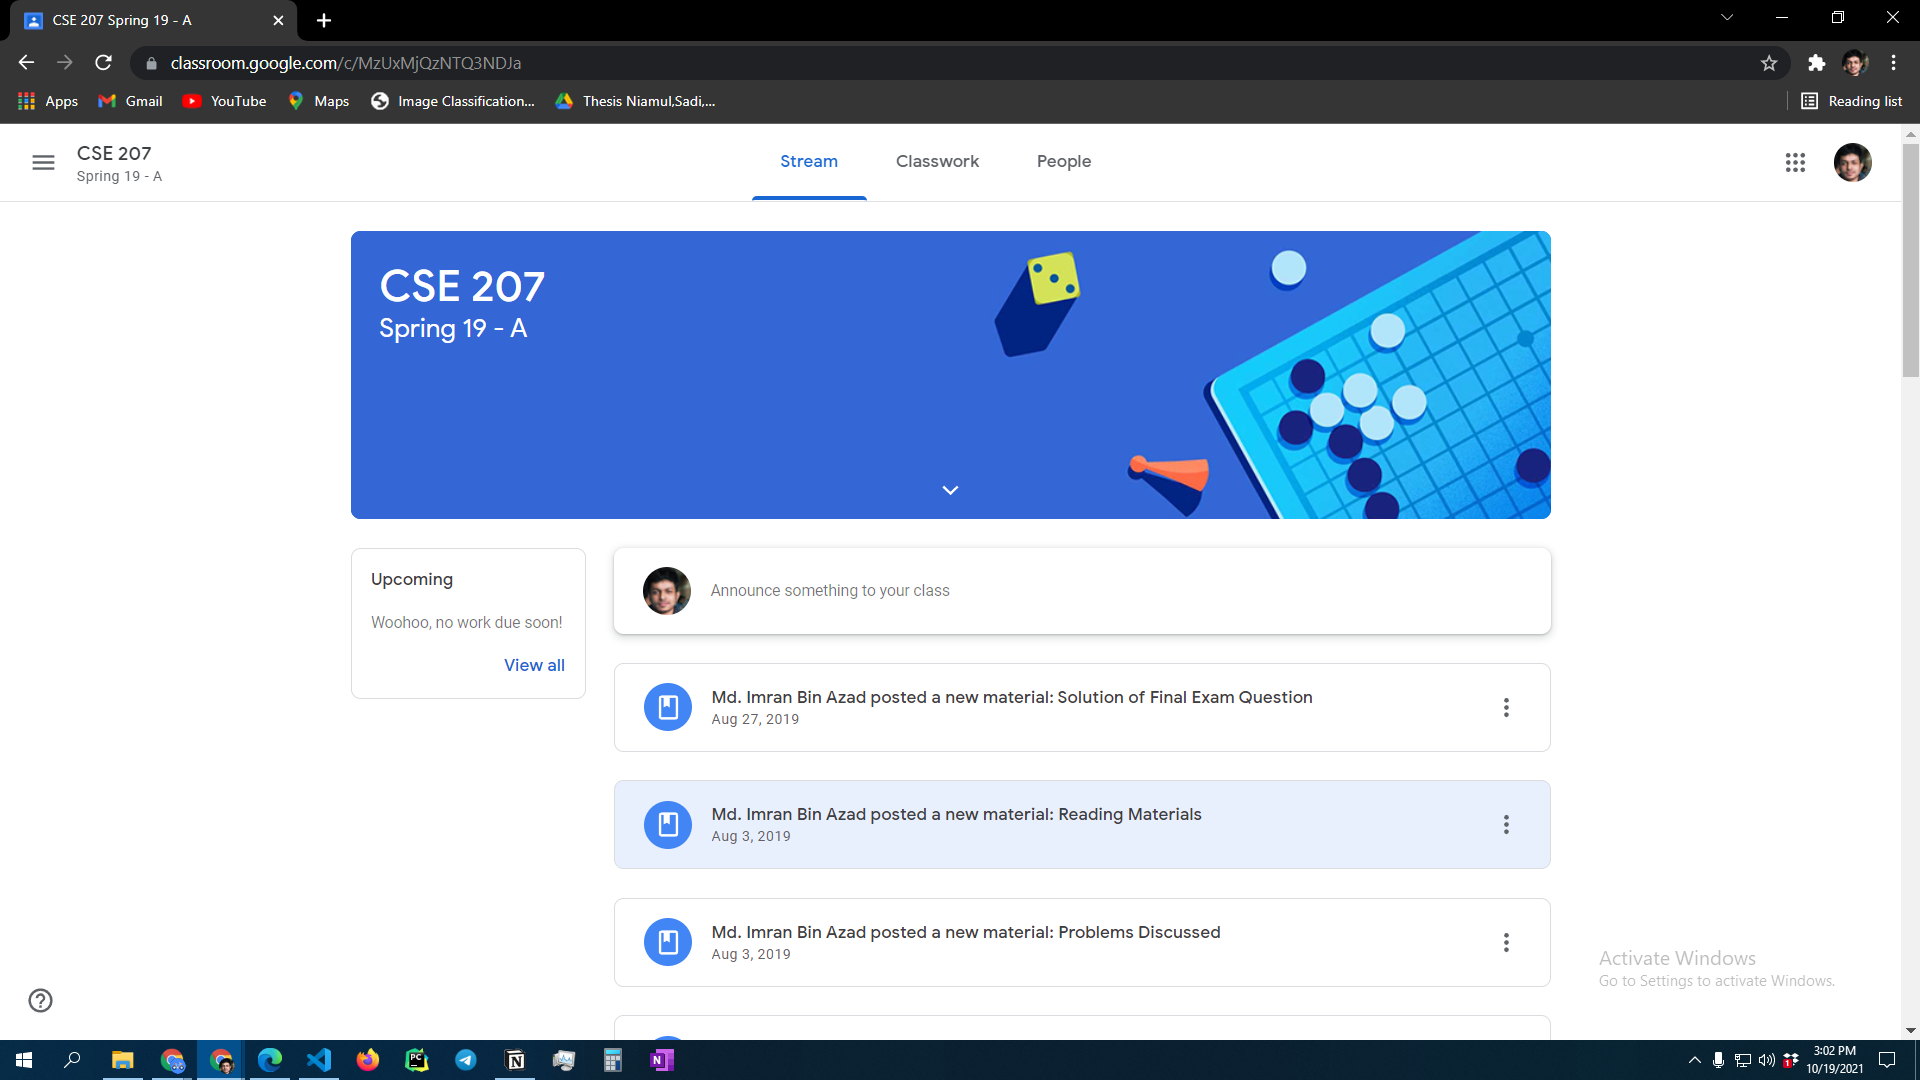 CSE 207 Spring 19 - A
classroom.google.com/c/MzUxMjQzNTQ3NDJa
Apps
Gmail
YouTube
Maps
Image Classification...
Thesis Niamul,Sadi,...
Reading list
CSE 207
Spring 19 - A
Stream
Classwork
People
CSE 207
Spring 19 - A
Upcoming
Woohoo, no work due soon!
View all
Announce something to your class
Md. Imran Bin Azad posted a new material: Solution of Final Exam Question
Aug 27, 2019
Md. Imran Bin Azad posted a new material: Reading Materials
Aug 3, 2019
Md. Imran Bin Azad posted a new material: Problems Discussed
Aug 3, 2019
Activate Windows
Go to Settings to activate Windows.
3:02 PM
10/19/2021